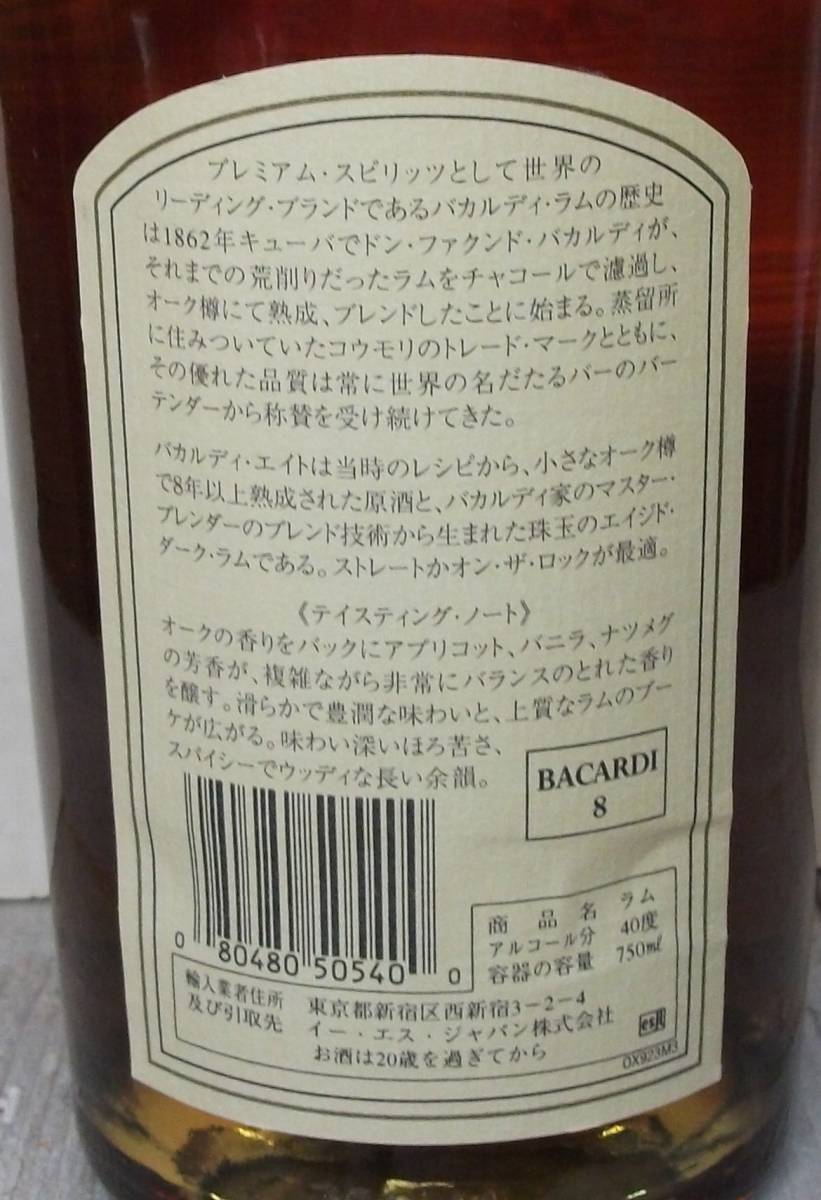 プレミアム・スピリッツとして世界の
リーディング・ブランドであるバカルディ・ラムの歴史
は1862年キューバでドン・ファクンド・バカルディが、
それまでの荒削りだったラムをチャコールで濾過し、
オーク樽にて熟成、ブレンドしたことに始まる。蒸留所
に住みついていたコウモリのトレード・マークとともに、
その優れた品質は常に世界の名だたるバーのバー
テンダーから称賛を受け続けてきた。
バカルディ・エイトは当時のレシピから、小さなオーク樽
で8年以上熟成された原酒と、バカルディ家のマスター・
ブレンダーのブレンド技術から生まれた珠玉のエイジド・
ダーク・ラムである。ストレートかオン・ザ・ロックが最適。
《テイスティング・ノート》
オークの香りをバックにアプリコット、バニラ、ナツメグ
の芳香が、複雑ながら非常にバランスのとれた香り
を醸す。滑らかで豊潤な味わいと、上質なラムのブー
ケが広がる。味わい深いほろ苦さ、
スパイシーでウッディな長い余韻。
BACARDI
8
0 80480 50540 0
商品名 ラム
アルコール分 40度
容器の容量 750ml
輸入業者住所
及び引取先
東京都新宿区西新宿3-2-4
イー・エス・ジャパン株式会社
お酒は20歳を過ぎてから
esJ
OX923M3